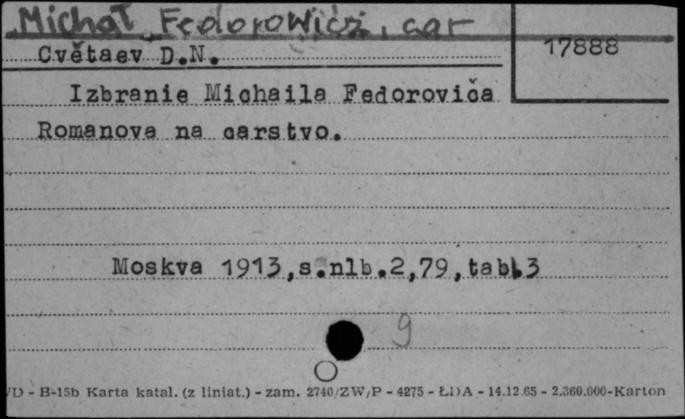 Michał Fedorowicz, car
17888
Cvětaev D.N.
Izbranie Michaila Fedoroviča
Romanova na carstvo.
Moskva 1913,s.nlb.2,79,tabl.3
9
/D - B-15b Karta katal. (z liniat.) - zam. 2740/ZW/P - 4275 - ŁDA - 14.12.65 - 2.360.000-Karton